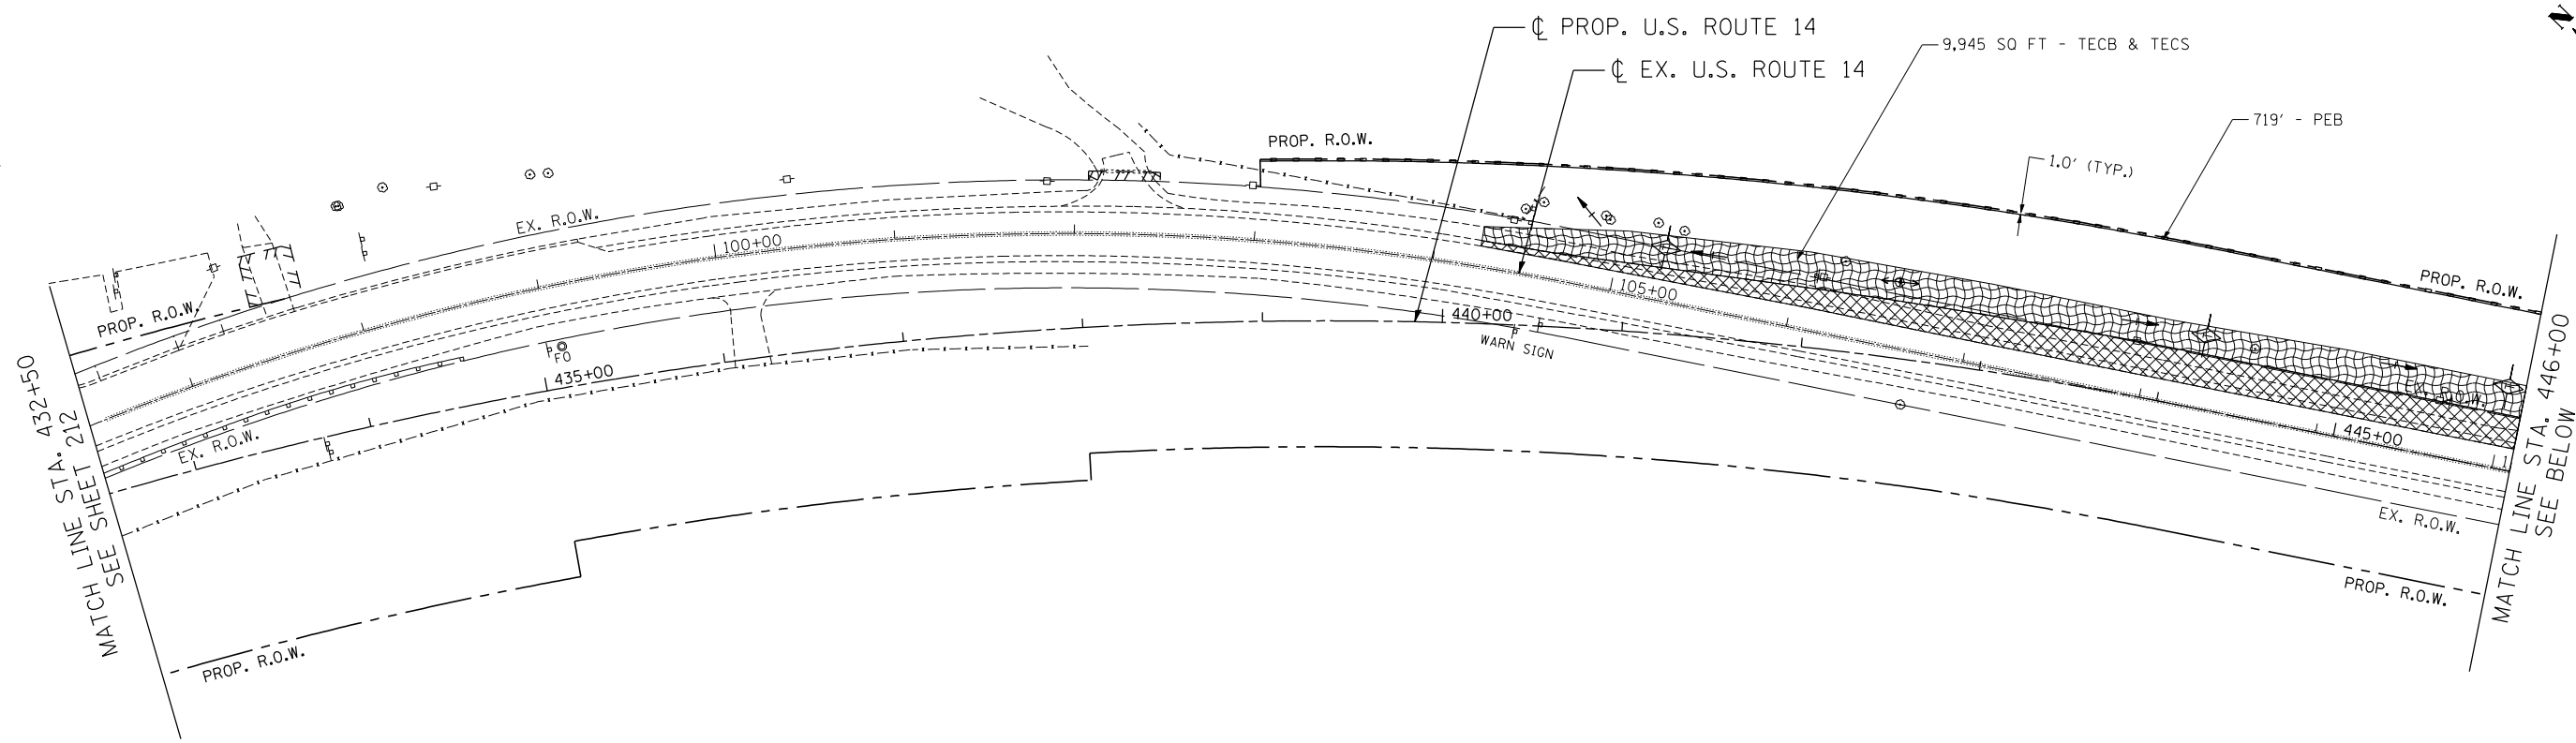 N
℄ PROP. U.S. ROUTE 14
9,945 SQ FT - TECB & TECS
℄ EX. U.S. ROUTE 14
719' - PEB
PROP. R.O.W.
1.0' (TYP.)
EX. R.O.W.
100+00
PROP. R.O.W.
PROP. R.O.W.
105+00
440+00
WARN SIGN
FO
435+00
EX. R.O.W.
EX. R.O.W.
445+00
1
EX. R.O.W.
PROP. R.O.W.
PROP. R.O.W.
MATCH LINE STA. 432+50
SEE SHEET 212
MATCH LINE STA. 446+00
SEE BELOW